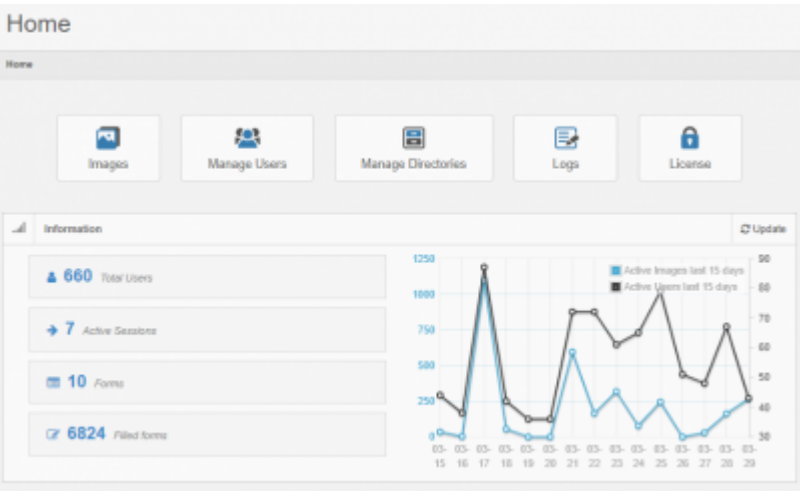 Home
Home
Images
Manage Users
Manage Directories
Logs
License
Information
Update
660 Total Users
7 Active Sessions
10 Forms
6824 Filled forms
Active Images last 15 days
Active Users last 15 days
1250
1000
750
500
250
0
90
80
70
60
50
40
30
03-15 03-16 03-17 03-18 03-19 03-20 03-21 03-22 03-23 03-24 03-25 03-26 03-27 03-28 03-29